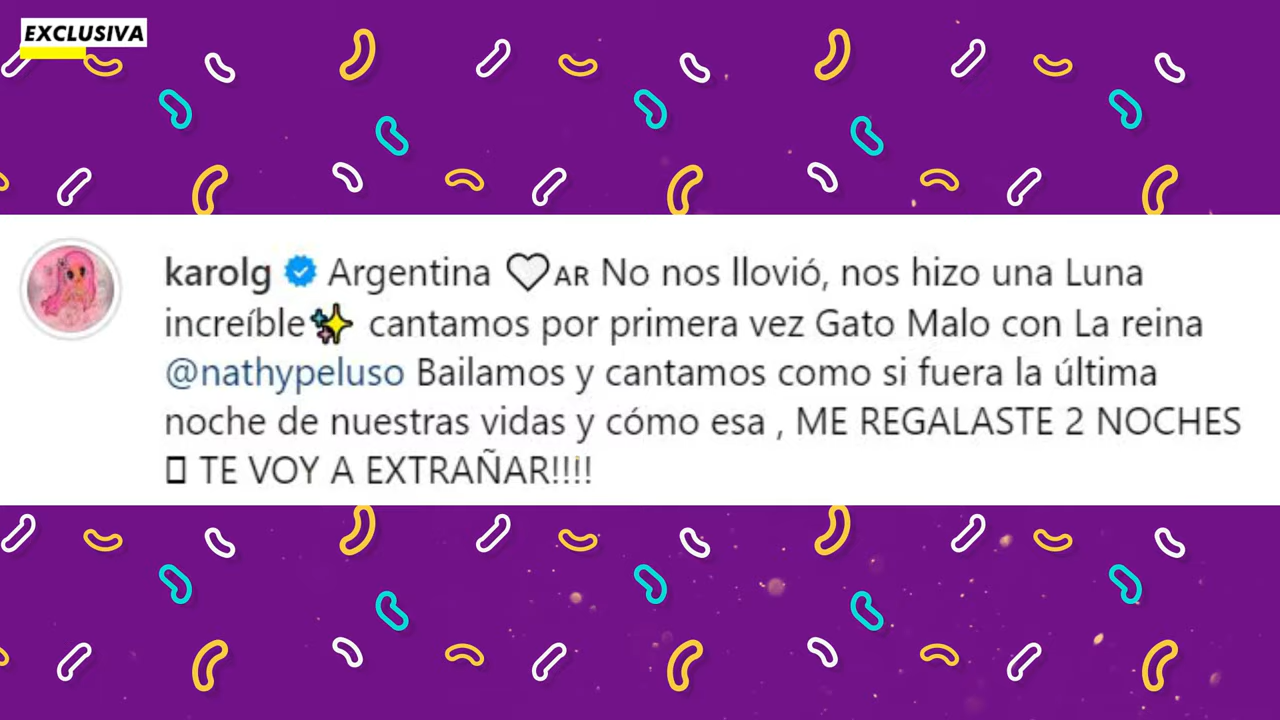 EXCLUSIVA
karolg Argentina 🤍AR No nos llovió, nos hizo una Luna
increíble✨ cantamos por primera vez Gato Malo con La reina
@nathypeluso Bailamos y cantamos como si fuera la última
noche de nuestras vidas y cómo esa , ME REGALASTE 2 NOCHES
▯ TE VOY A EXTRAÑAR!!!!